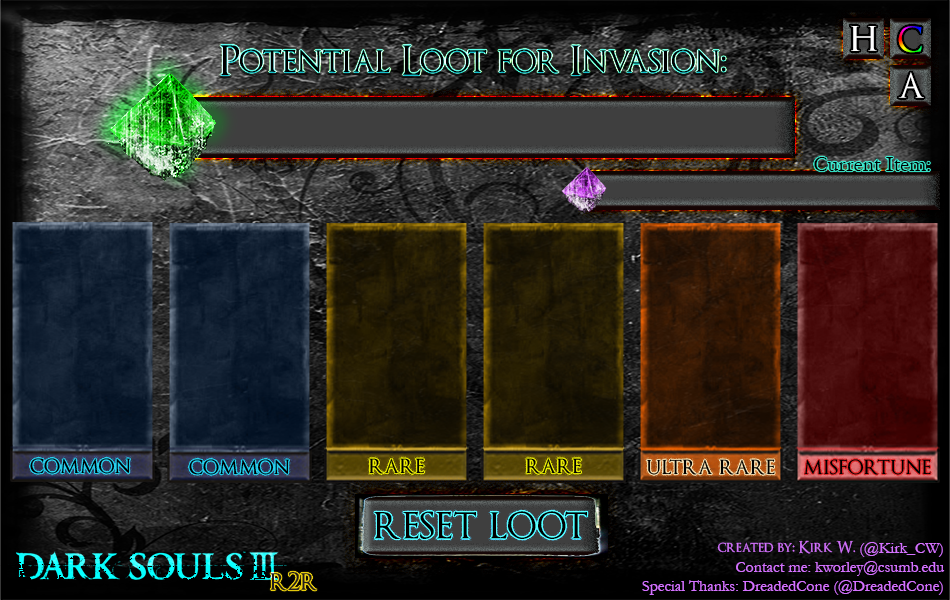 POTENTIAL LOOT FOR INVASION:
H C
A
Current Item:
COMMON COMMON RARE RARE ULTRA RARE MISFORTUNE
RESET LOOT
CREATED BY: KIRK W. (@Kirk_CW)
Contact me: kworley@csumb.edu
Special Thanks: DreadedCone (@DreadedCone)
DARK SOULS III R2R